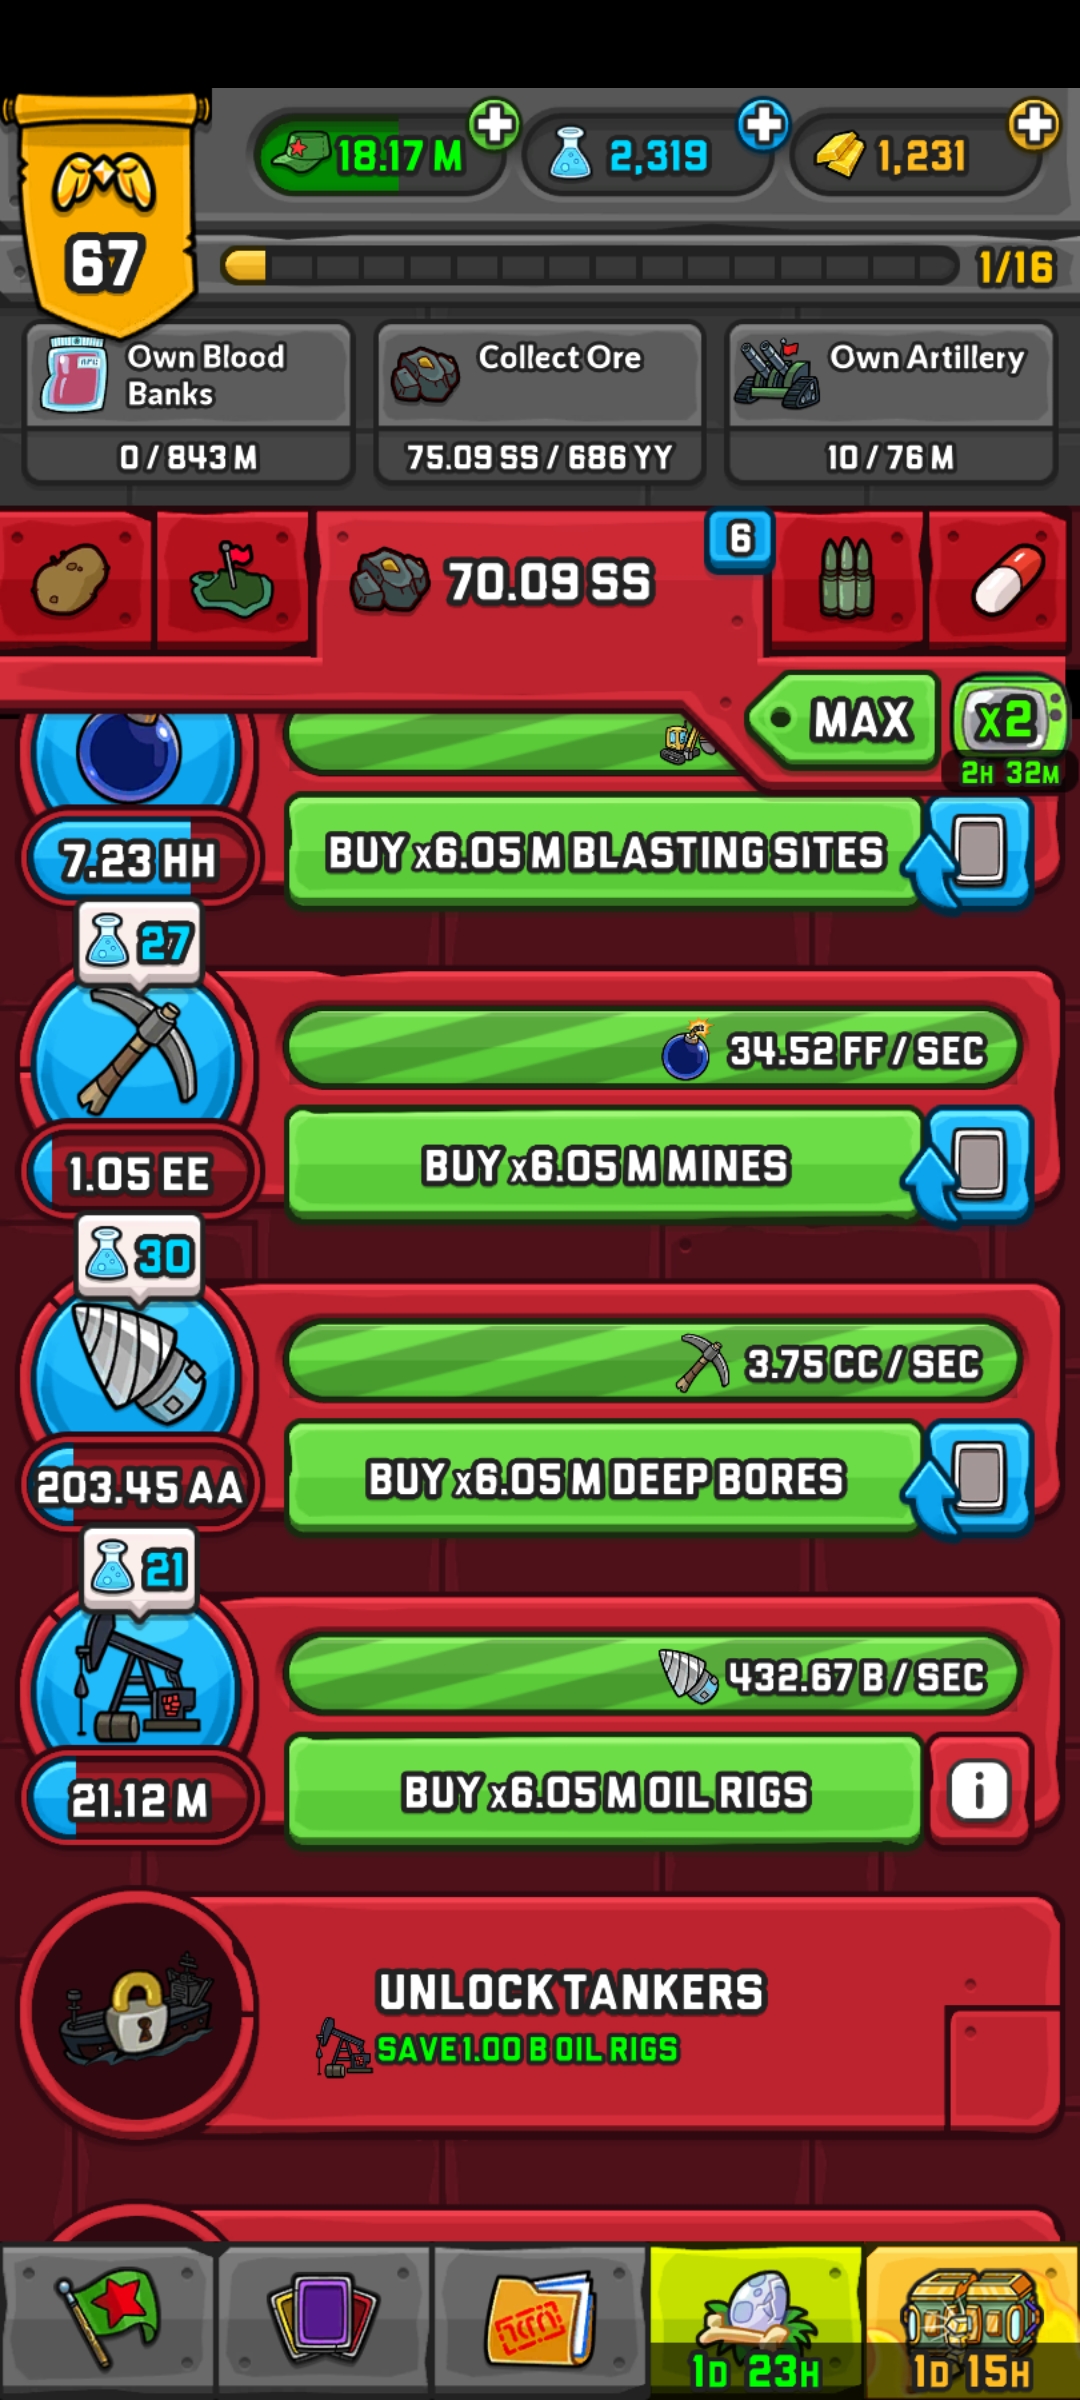 18.17 M
2,319
1,231
67
1/16
Own Blood
Banks
0 / 843 M
Collect Ore
75.09 SS / 686 YY
Own Artillery
10 / 76 M
70.09 SS
6
MAX
x2
2H 32M
7.23 HH
BUY x6.05 M BLASTING SITES
27
34.52 FF / SEC
1.05 EE
BUY x6.05 M MINES
30
3.75 CC / SEC
203.45 AA
BUY x6.05 M DEEP BORES
21
432.67 B / SEC
21.12 M
BUY x6.05 M OIL RIGS
i
UNLOCK TANKERS
SAVE 1.00 B OIL RIGS
1D 23H
1D 15H